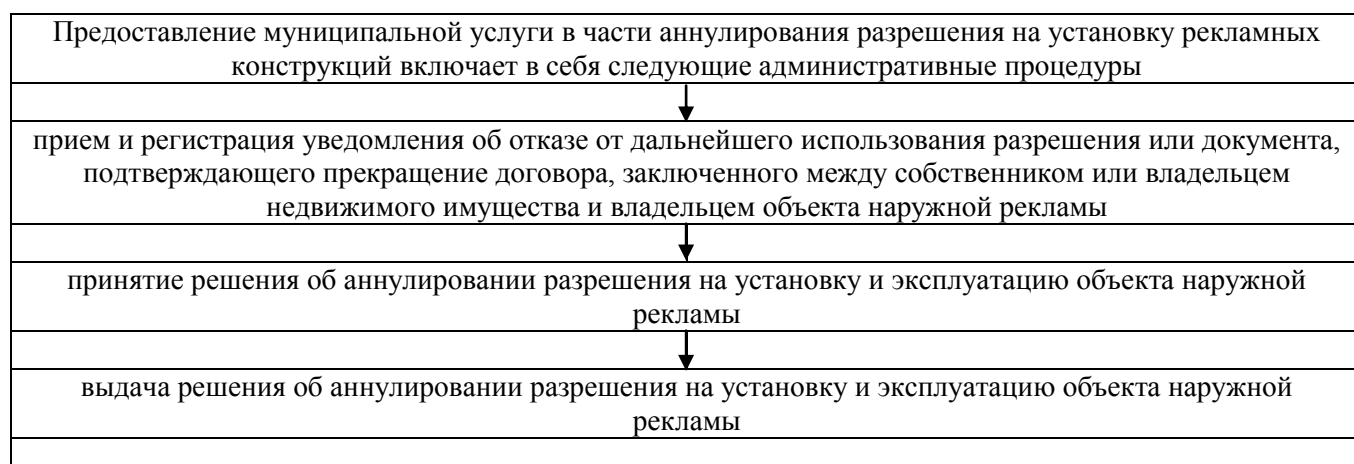 Предоставление муниципальной услуги в части аннулирования разрешения на установку рекламных
конструкций включает в себя следующие административные процедуры
прием и регистрация уведомления об отказе от дальнейшего использования разрешения или документа,
подтверждающего прекращение договора, заключенного между собственником или владельцем
недвижимого имущества и владельцем объекта наружной рекламы
принятие решения об аннулировании разрешения на установку и эксплуатацию объекта наружной
рекламы
выдача решения об аннулировании разрешения на установку и эксплуатацию объекта наружной
рекламы